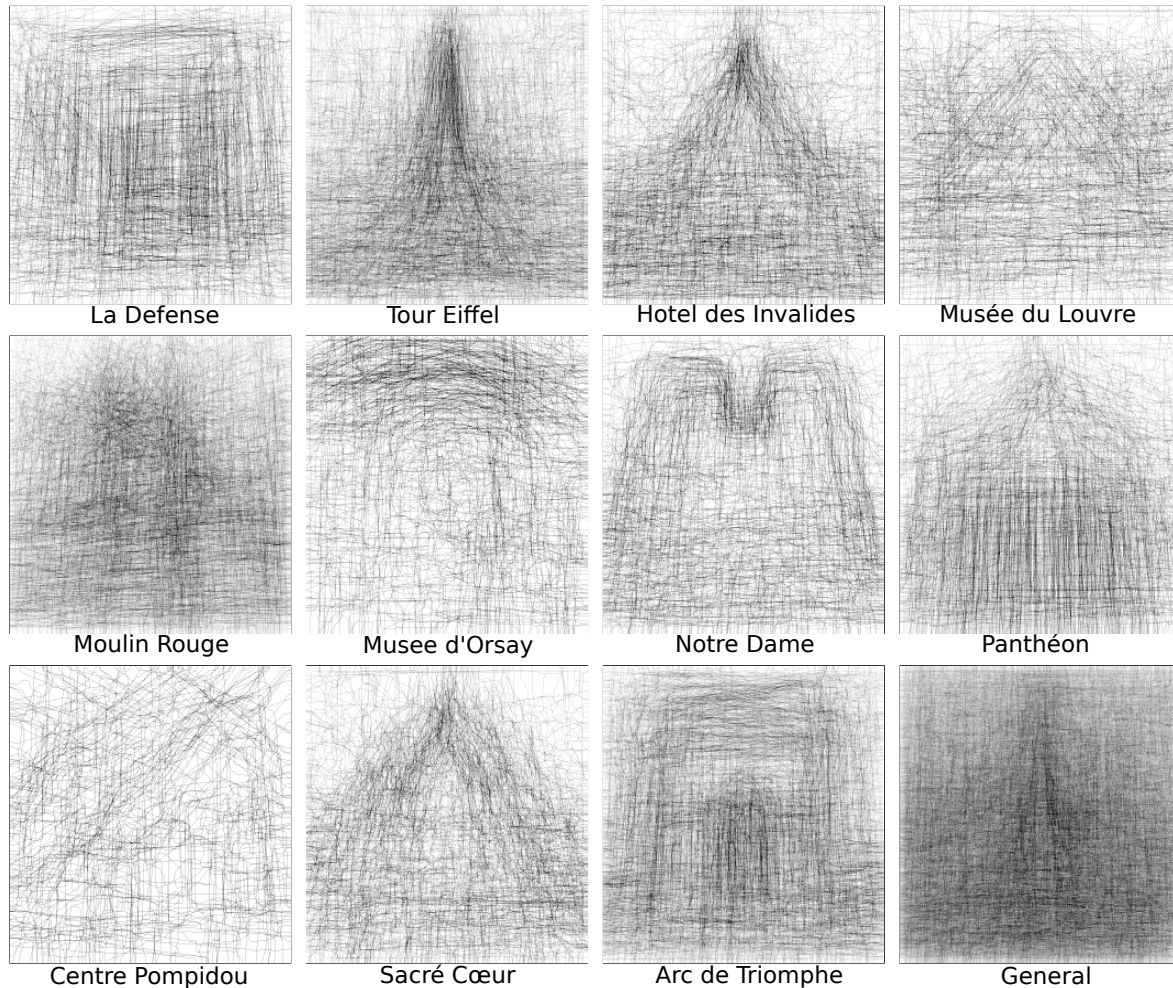 La Defense
Tour Eiffel
Hotel des Invalides
Musée du Louvre
Moulin Rouge
Musee d'Orsay
Notre Dame
Panthéon
Centre Pompidou
Sacré Cœur
Arc de Triomphe
General